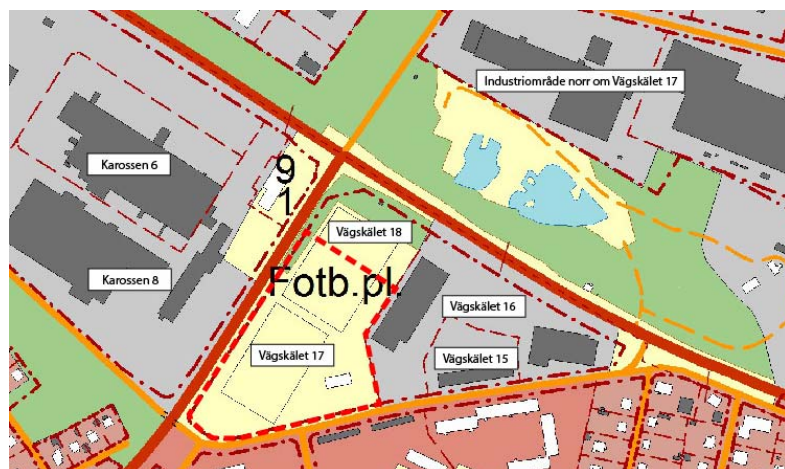 Industriområde norr om Vägskälet 17
Karossen 6
9
1
Vägskälet 18
Karossen 8
Fotb.pl.
Vägskälet 16
Vägskälet 17
Vägskälet 15